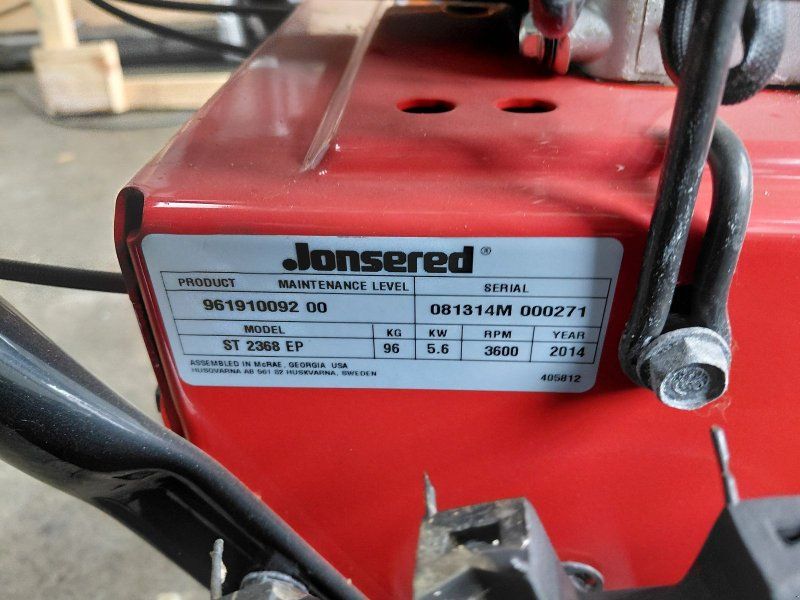 Jonsered ®
PRODUCT MAINTENANCE LEVEL SERIAL
961910092 00 081314M 000271
MODEL KG KW RPM YEAR
ST 2368 EP 96 5.6 3600 2014
ASSEMBLED IN McRAE, GEORGIA USA
HUSQVARNA AB 561 82 HUSKVARNA, SWEDEN 405812